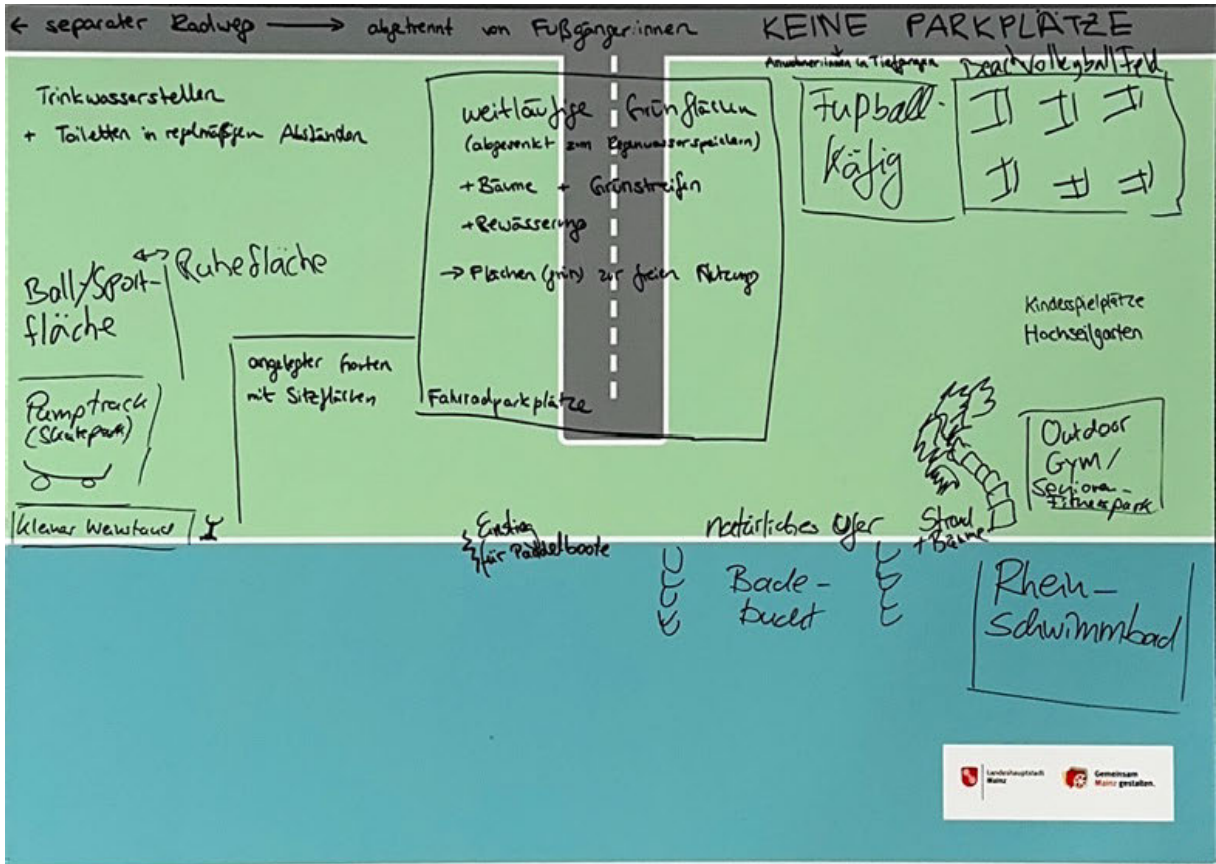 ← separater Radweg → abgetrennt von Fußgänger:innen
KEINE PARKPLÄTZE
Anwohner:innen in Tiefgaragen
Beachvolleyballfeld
Trinkwasserstellen
+ Toiletten in regelmäßigen Abständen
weitläufige Grünflächen
(abgesenkt zum Regenwasserspeichern)
+ Bäume + Grünstreifen
+ Bewässerung
→ Flächen (grün) zur freien Nutzung
Fahrradparkplätze
Fußball-
Käfig
Ball/Sport-
fläche
↔ Ruhefläche
Pumptrack
(Skatepark)
angelegter Garten
mit Sitzflächen
Kleiner Weinstand
Kinderspielplätze
Hochseilgarten
Outdoor
Gym/
Senioren-
Fitnesspark
Einstieg
für Paddelboote
natürliches Ufer
Strand
+ Bäume
Bade-
bucht
Rhein-
schwimmbad
Landeshauptstadt
Mainz
Gemeinsam
Mainz gestalten.